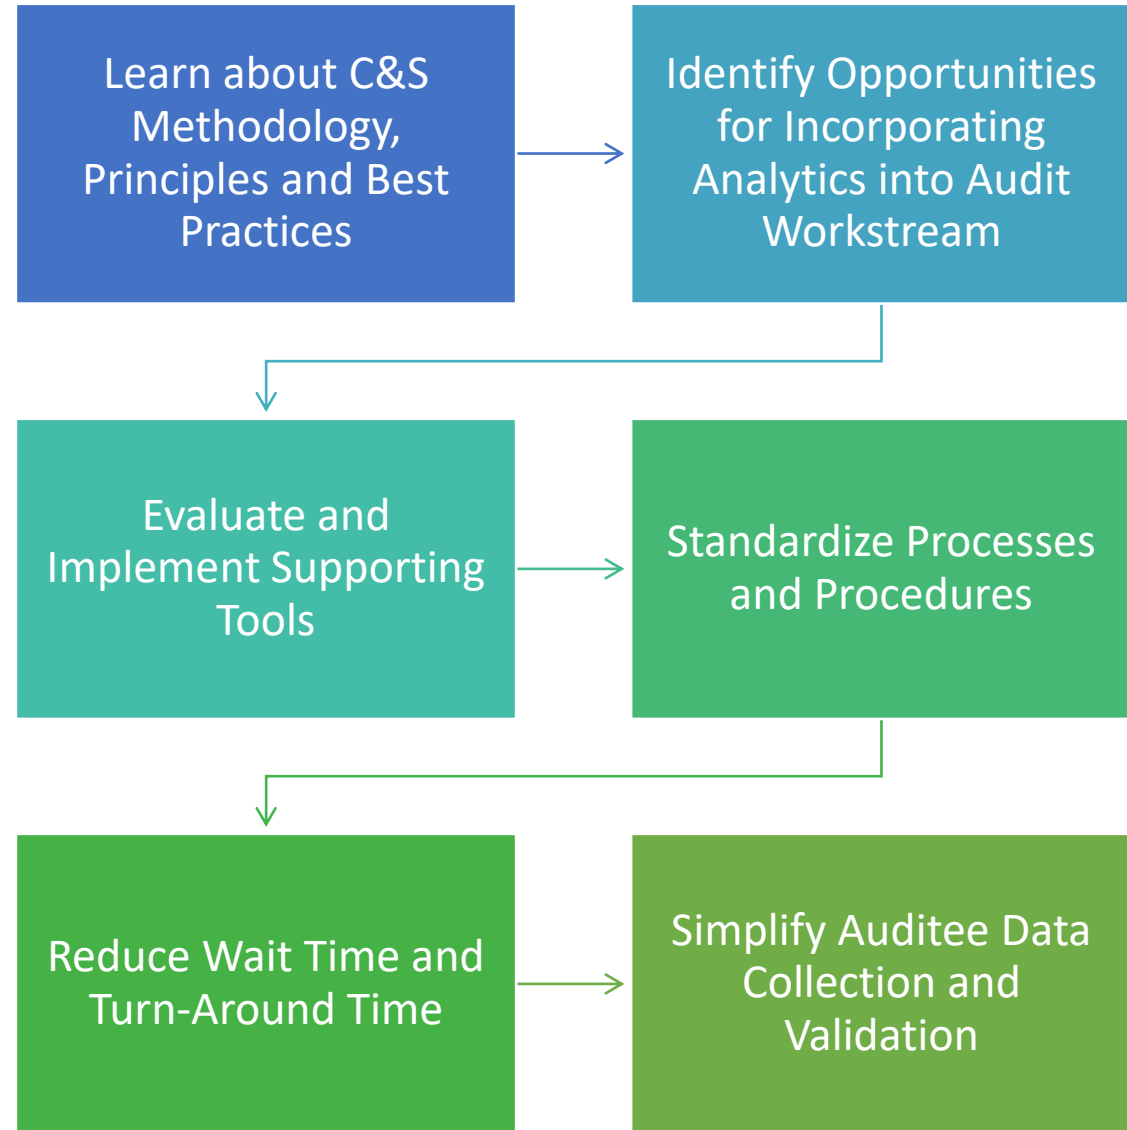 Learn about C&S
Methodology,
Principles and Best
Practices
Identify Opportunities
for Incorporating
Analytics into Audit
Workstream
Evaluate and
Implement Supporting
Tools
Standardize Processes
and Procedures
Reduce Wait Time and
Turn-Around Time
Simplify Auditee Data
Collection and
Validation